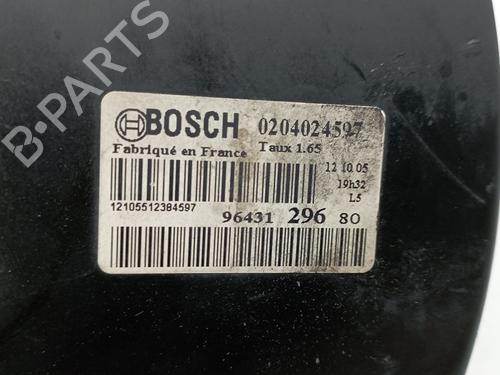 B-PARTS
BOSCH 0204024597
Fabriqué en France Taux 1.65
12 10 05
19h32
L5
12105512384597
96431 296 80